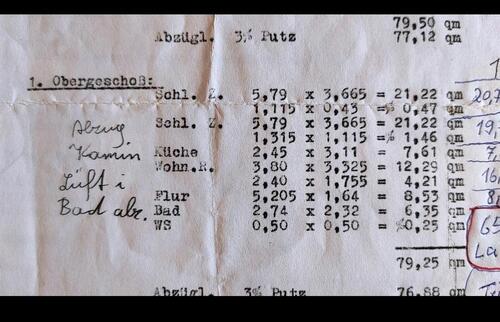 79,50 qm
Abzügl. 3% Putz 77,12 qm
1. Obergeschoß:
Schl. Z. 5,79 x 3,665 = 21,22 qm
1,115 x 0,43 = % 0,47 qm
Schl. Z. 5,79 x 3,665 = 21,22 qm
1,315 x 1,115 = % 1,46 qm
Küche 2,45 x 3,11 = 7,61 qm
Wohn.R. 3,80 x 3,325 = 12,29 qm
2,40 x 1,755 = 4,21 qm
Flur 5,205 x 1,64 = 8,53 qm
Bad 2,74 x 2,32 = 6,35 qm
WS 0,50 x 0,50 = % 0,25 qm
79,25 qm
Abzügl. 3% Putz 76,88 qm
Abzug
Kamin
Lüft i
Bad abz.
65
La